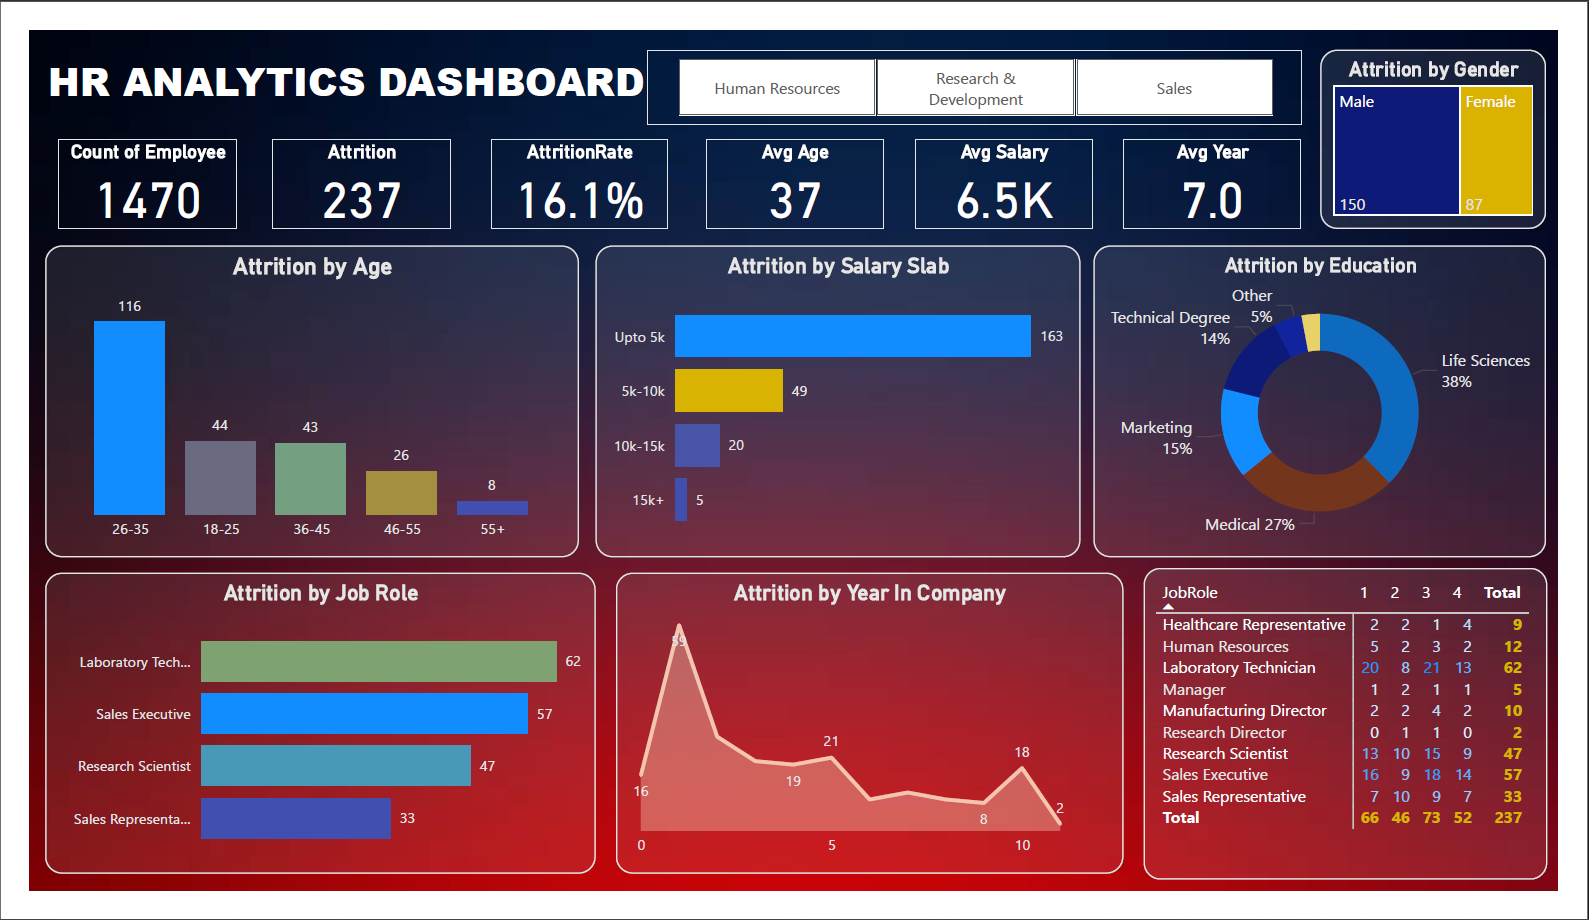 HR ANALYTICS DASHBOARD
Human Resources
Research &
Development
Sales
Attrition by Gender
Male
Female
150
87
Count of Employee
1470
Attrition
237
AttritionRate
16.1%
Avg Age
37
Avg Salary
6.5K
Avg Year
7.0
Attrition by Age
116
44
43
26
8
26-35
18-25
36-45
46-55
55+
Attrition by Salary Slab
Upto 5k
163
5k-10k
49
10k-15k
20
15k+
5
Attrition by Education
Other
5%
Technical Degree
14%
Life Sciences
38%
Marketing
15%
Medical 27%
Attrition by Job Role
Laboratory Tech...
62
Sales Executive
57
Research Scientist
47
Sales Representa...
33
Attrition by Year In Company
59
16
19
21
8
18
2
0
5
10
JobRole 1 2 3 4 Total
Healthcare Representative 2 2 1 4 9
Human Resources 5 2 3 2 12
Laboratory Technician 20 8 21 13 62
Manager 1 2 1 1 5
Manufacturing Director 2 2 4 2 10
Research Director 0 1 1 0 2
Research Scientist 13 10 15 9 47
Sales Executive 16 9 18 14 57
Sales Representative 7 10 9 7 33
Total 66 46 73 52 237